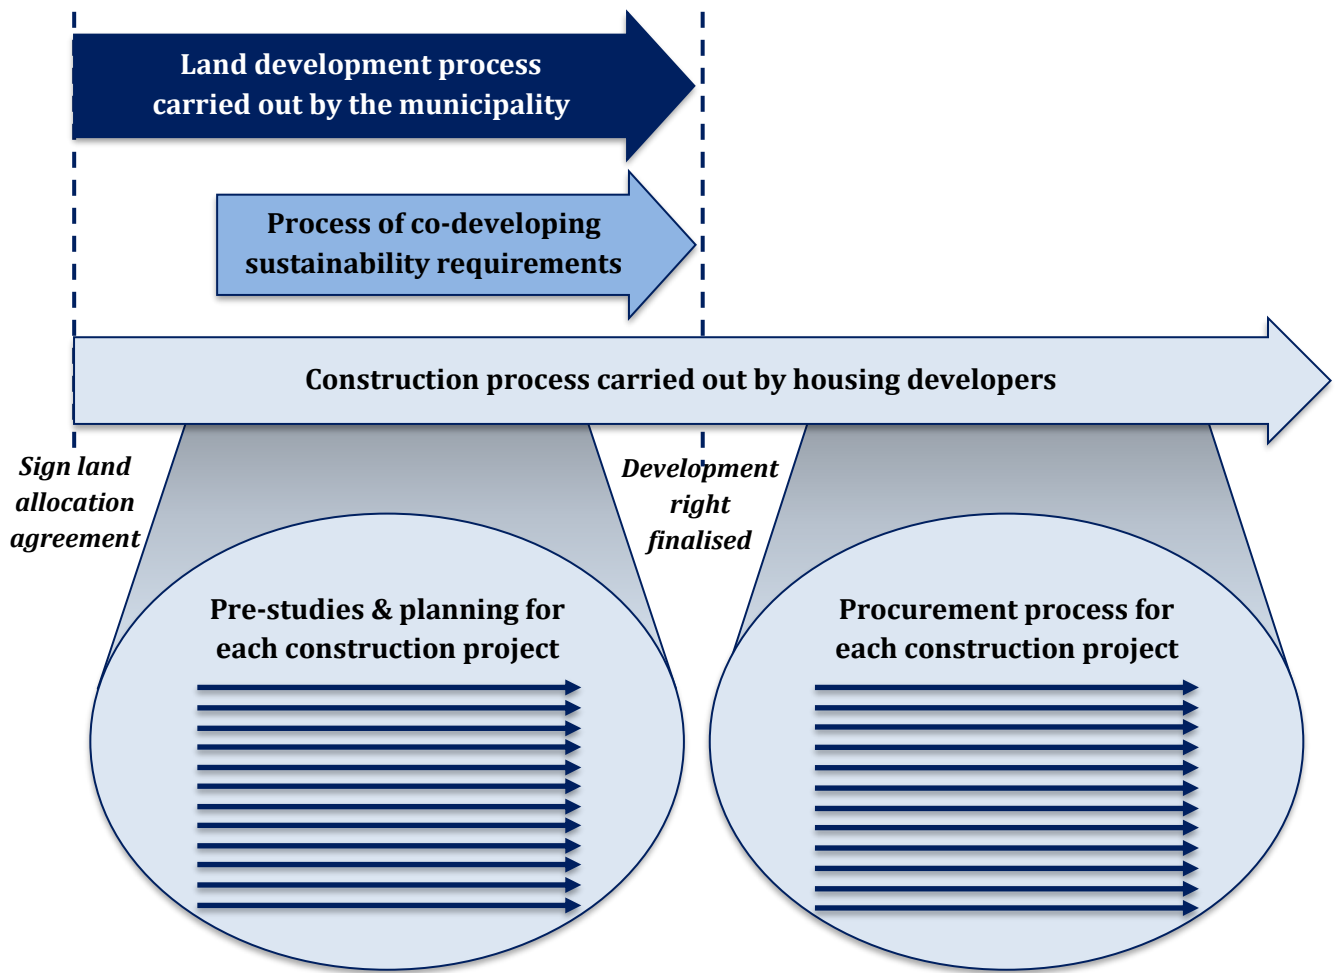 Land development process
carried out by the municipality
Process of co-developing
sustainability requirements
Construction process carried out by housing developers
Sign land
allocation
agreement
Development
right
finalised
Pre-studies & planning for
each construction project
Procurement process for
each construction project